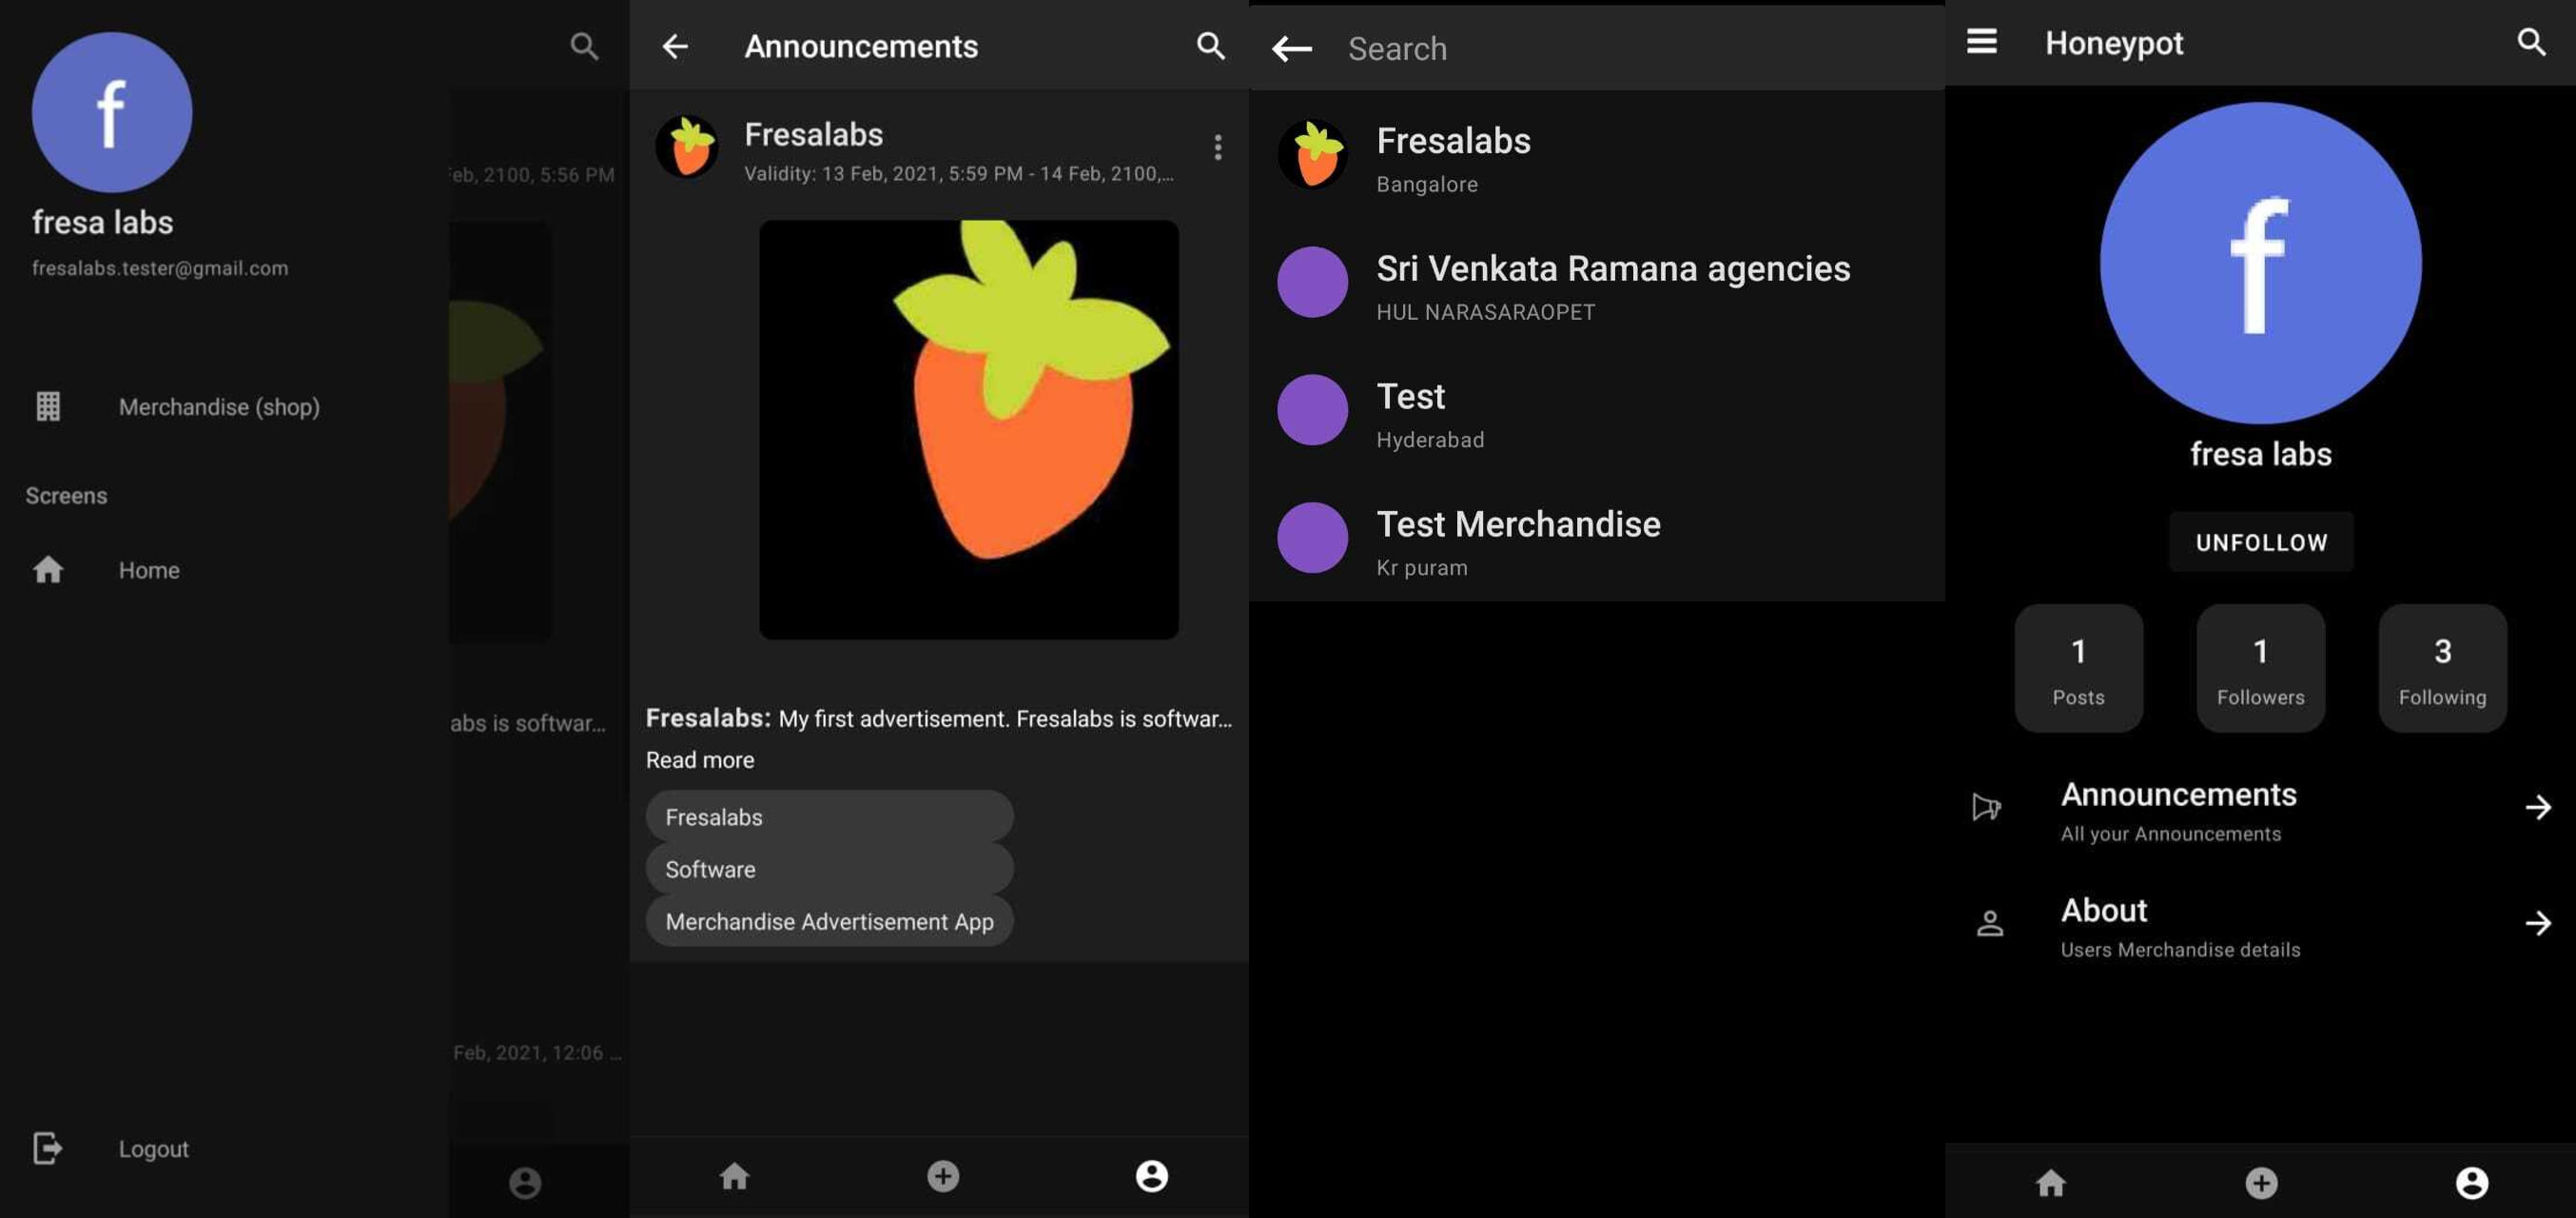 f
fresa labs
fresalabs.tester@gmail.com
Merchandise (shop)
Screens
Home
Logout
Feb, 2100, 5:56 PM
abs is softwar...
Feb, 2021, 12:06 ...
Announcements
Fresalabs
Validity: 13 Feb, 2021, 5:59 PM - 14 Feb, 2100,...
Fresalabs: My first advertisement. Fresalabs is softwar...
Read more
Fresalabs
Software
Merchandise Advertisement App
Search
Fresalabs
Bangalore
Sri Venkata Ramana agencies
HUL NARASARAOPET
Test
Hyderabad
Test Merchandise
Kr puram
Honeypot
f
fresa labs
UNFOLLOW
1
Posts
1
Followers
3
Following
Announcements
All your Announcements
About
Users Merchandise details